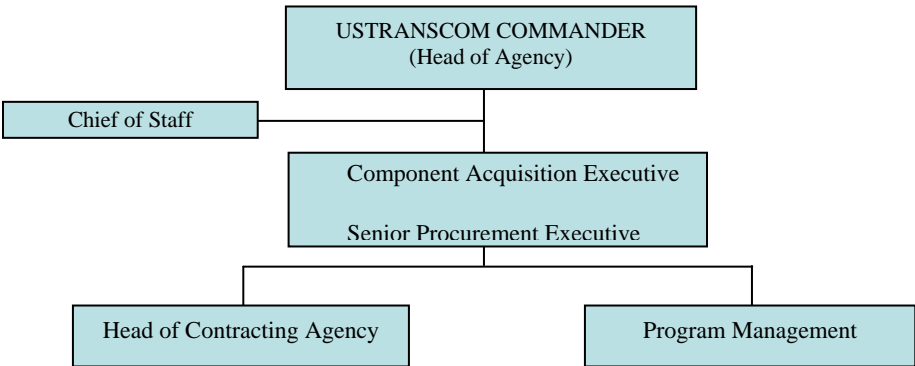 USTRANSCOM COMMANDER
(Head of Agency)
Chief of Staff
Component Acquisition Executive
Senior Procurement Executive
Head of Contracting Agency
Program Management